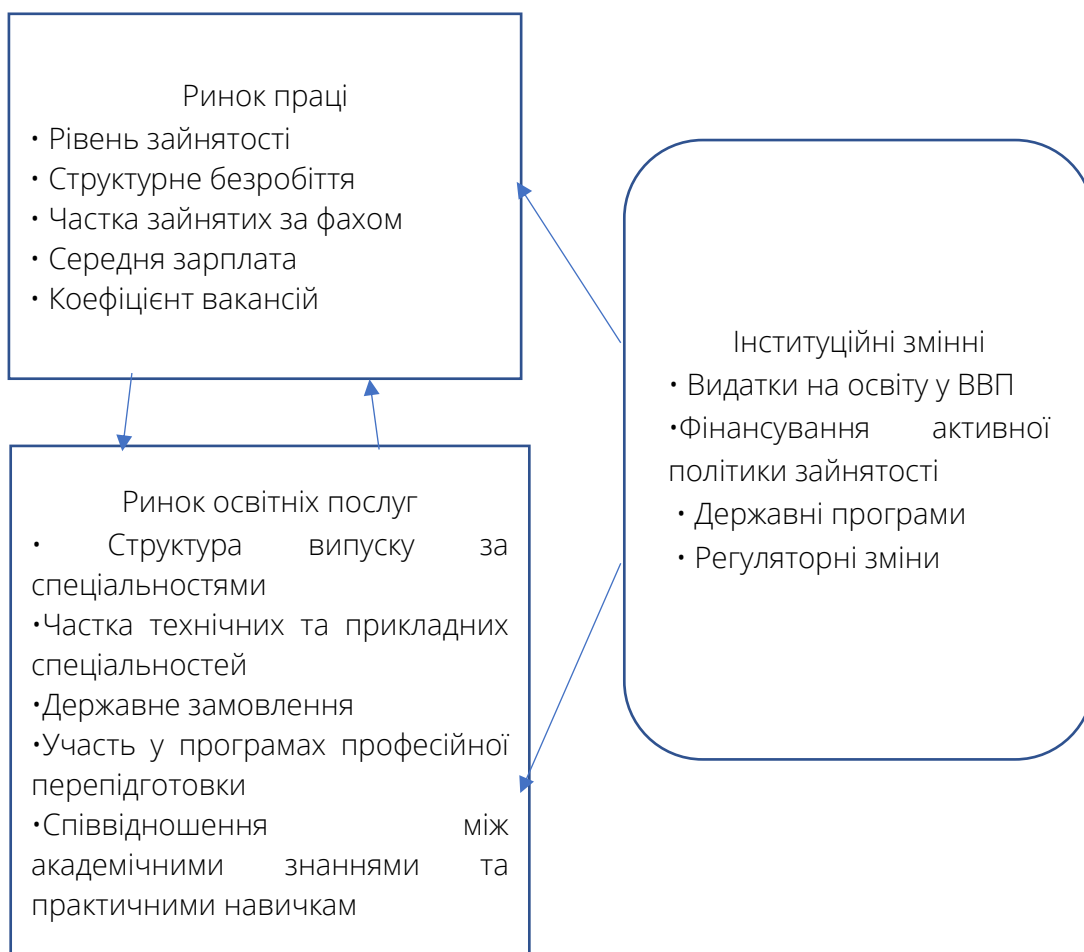 Ринок праці
• Рівень зайнятості
• Структурне безробіття
• Частка зайнятих за фахом
• Середня зарплата
• Коефіцієнт вакансій
Ринок освітніх послуг
• Структура випуску за
спеціальностями
•Частка технічних та прикладних
спеціальностей
•Державне замовлення
•Участь у програмах професійної
перепідготовки
•Співвідношення між
академічними знаннями та
практичними навичкам
Інституційні змінні
• Видатки на освіту у ВВП
•Фінансування активної
політики зайнятості
• Державні програми
• Регуляторні зміни